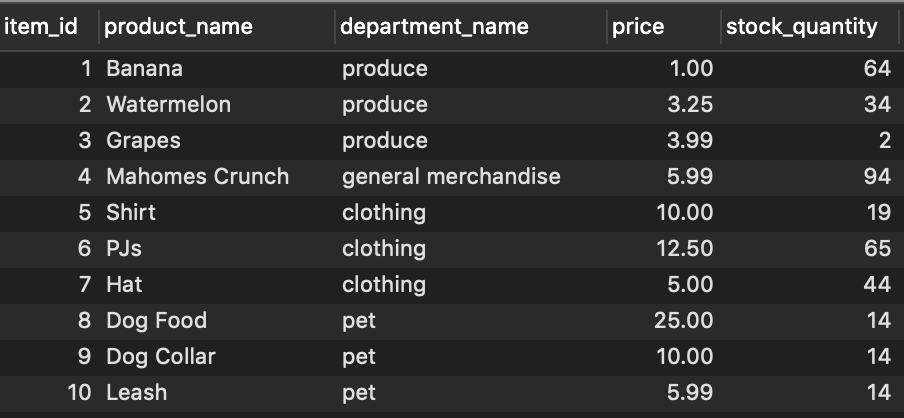 item_id product_name department_name price stock_quantity
1 Banana produce 1.00 64
2 Watermelon produce 3.25 34
3 Grapes produce 3.99 2
4 Mahomes Crunch general merchandise 5.99 94
5 Shirt clothing 10.00 19
6 PJs clothing 12.50 65
7 Hat clothing 5.00 44
8 Dog Food pet 25.00 14
9 Dog Collar pet 10.00 14
10 Leash pet 5.99 14